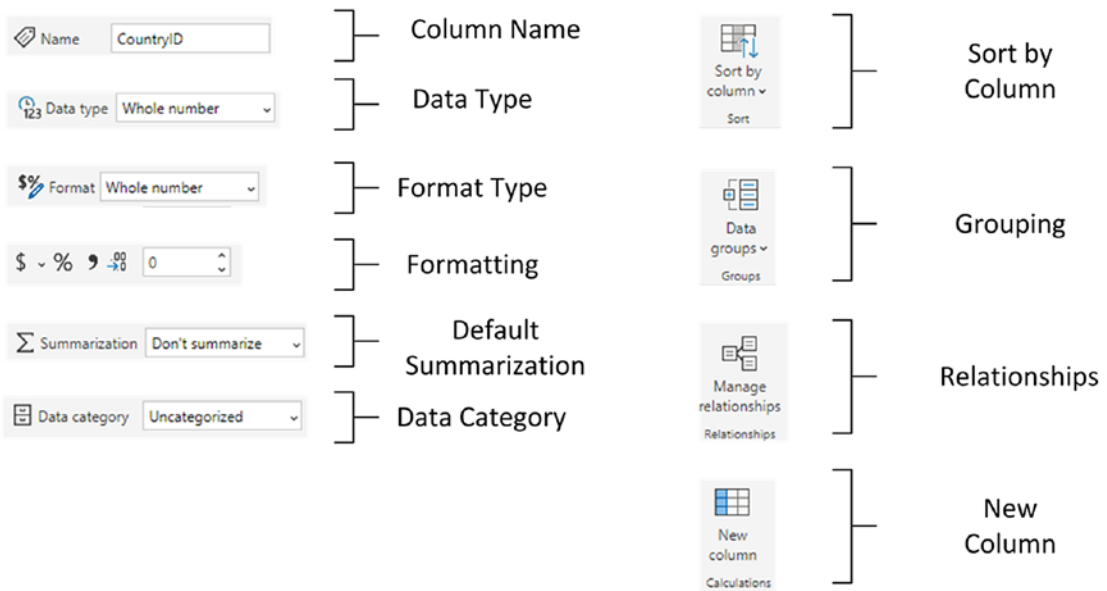 Name CountryID
Column Name
Data type Whole number
Data Type
Format Whole number
Format Type
$ % , .00 0
Formatting
Summarization Don't summarize
Default
Summarization
Data category Uncategorized
Data Category
Sort by
column
Sort
Sort by
Column
Data
groups
Groups
Grouping
Manage
relationships
Relationships
Relationships
New
column
Calculations
New
Column